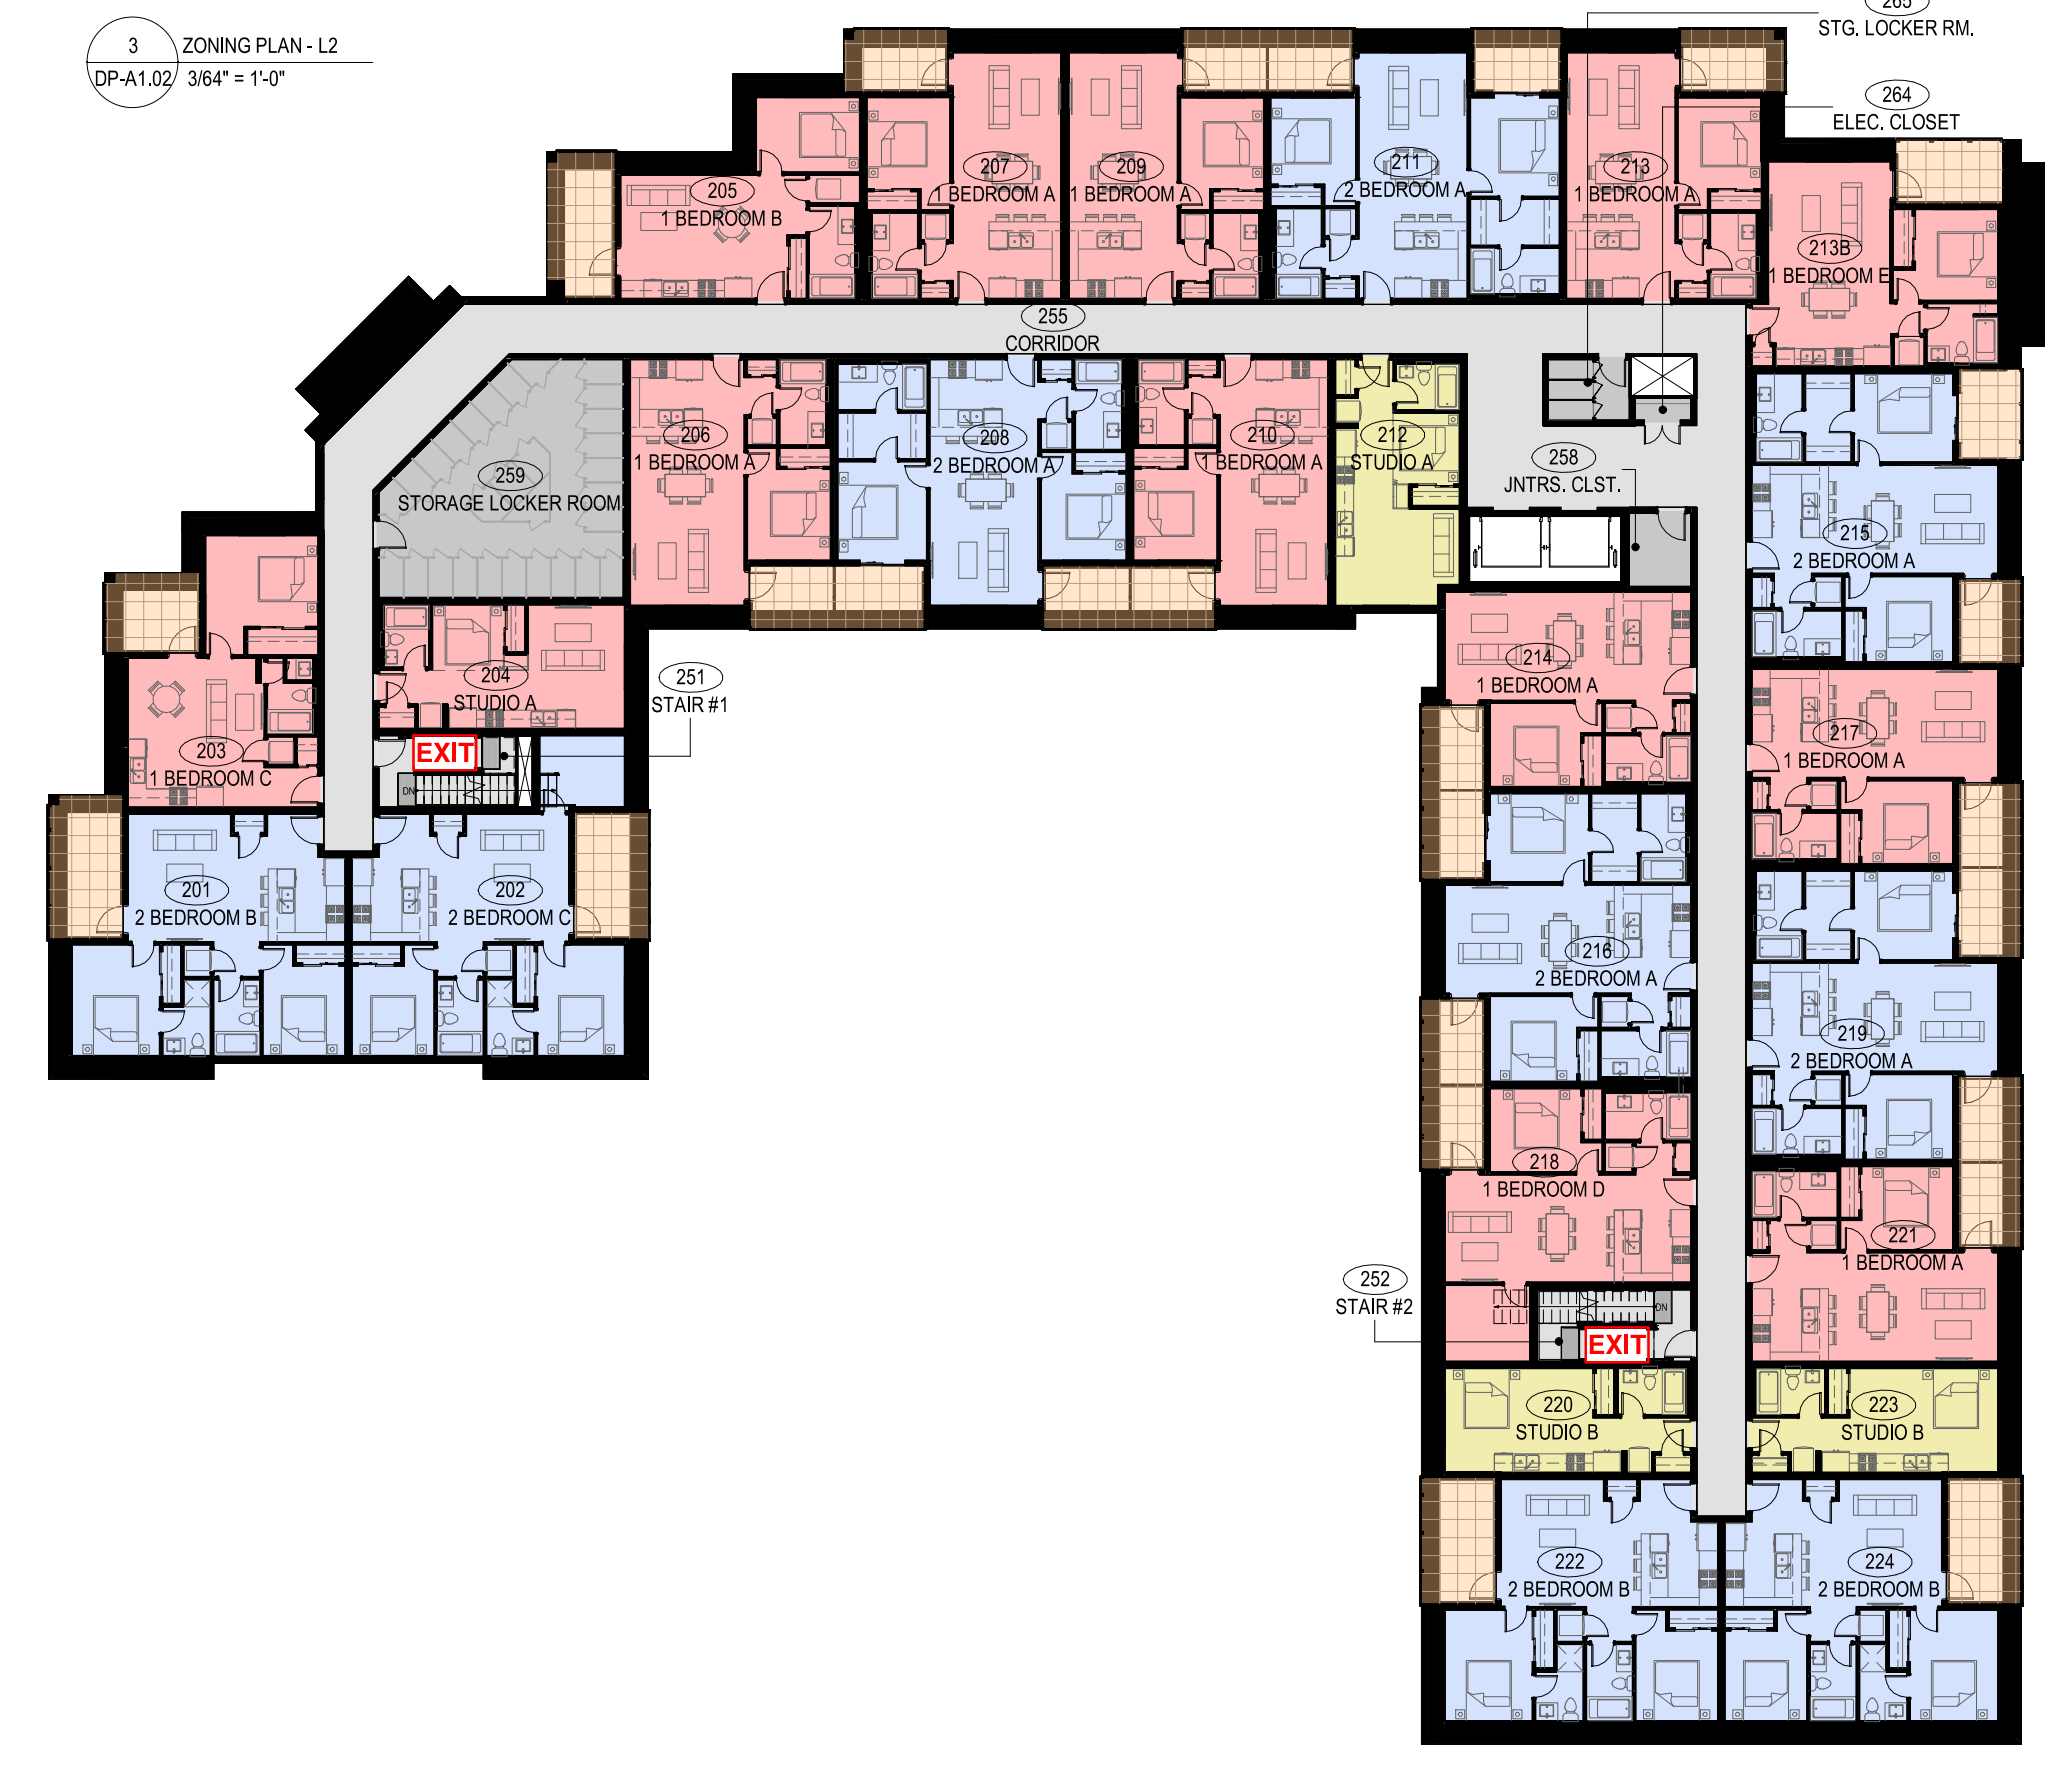 265
STG. LOCKER RM.
3
ZONING PLAN - L2
DP-A1.02
3/64" = 1'-0"
264
ELEC. CLOSET
205
1 BEDROOM B
207
1 BEDROOM A
209
1 BEDROOM A
211
2 BEDROOM A
213
1 BEDROOM A
213B
1 BEDROOM E
255
CORRIDOR
259
STORAGE LOCKER ROOM
206
1 BEDROOM A
208
2 BEDROOM A
210
1 BEDROOM A
212
STUDIO A
258
JNTRS. CLST.
215
2 BEDROOM A
204
STUDIO A
251
STAIR #1
214
1 BEDROOM A
203
1 BEDROOM C
EXIT
DN
217
1 BEDROOM A
201
2 BEDROOM B
202
2 BEDROOM C
216
2 BEDROOM A
219
2 BEDROOM A
218
1 BEDROOM D
221
1 BEDROOM A
252
STAIR #2
DN
EXIT
220
STUDIO B
223
STUDIO B
222
2 BEDROOM B
224
2 BEDROOM B